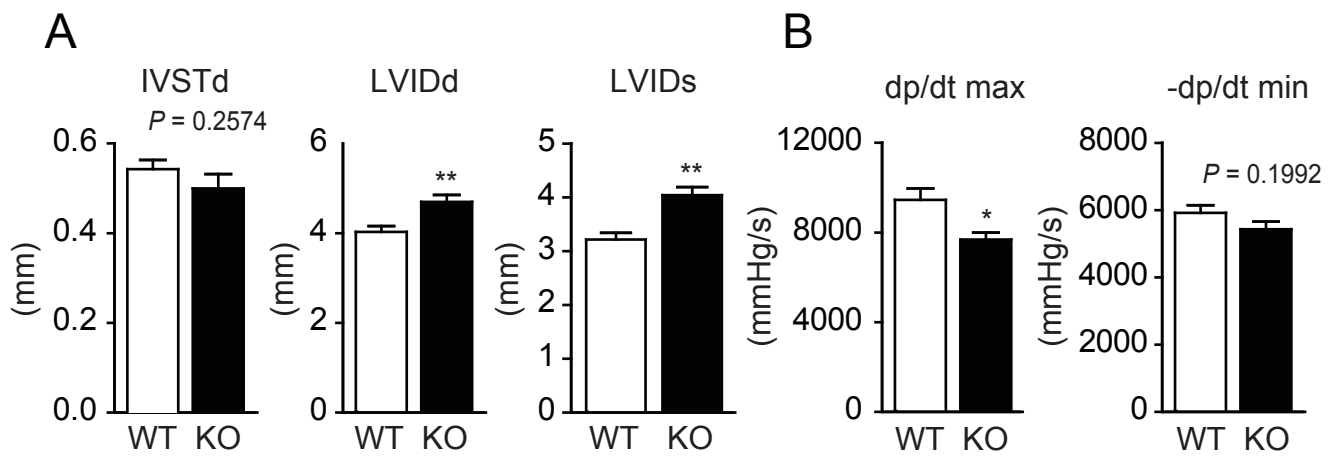 A
IVSTd
P = 0.2574
(mm)
0.6
0.4
0.2
0.0
WT KO
LVIDd
**
(mm)
6
4
2
0
WT KO
LVIDs
**
(mm)
5
4
3
2
1
0
WT KO
B
dp/dt max
*
(mmHg/s)
12000
8000
4000
0
WT KO
-dp/dt min
P = 0.1992
(mmHg/s)
8000
6000
4000
2000
0
WT KO